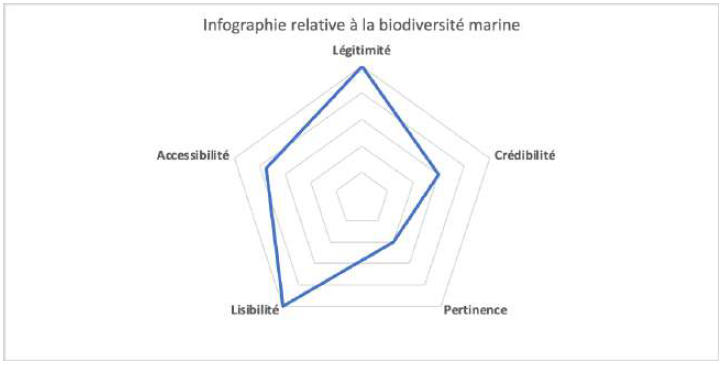 Infographie relative à la biodiversité marine
Légitimité
Accessibilité
Crédibilité
Lisibilité
Pertinence